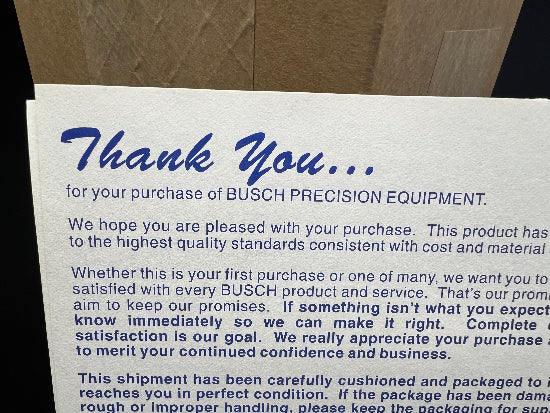 Thank You...
for your purchase of BUSCH PRECISION EQUIPMENT.
We hope you are pleased with your purchase. This product has
to the highest quality standards consistent with cost and material
Whether this is your first purchase or one of many, we want you to
satisfied with every BUSCH product and service. That's our
aim to keep our promises. If something isn't what you expect
know immediately so we can make it right. Complete
satisfaction is our goal. We really appreciate your purchase
to merit your continued confidence and business.
This shipment has been carefully cushioned and packaged to
reaches you in perfect condition. If the package has been
rough or improper handling, please keep the packaging for